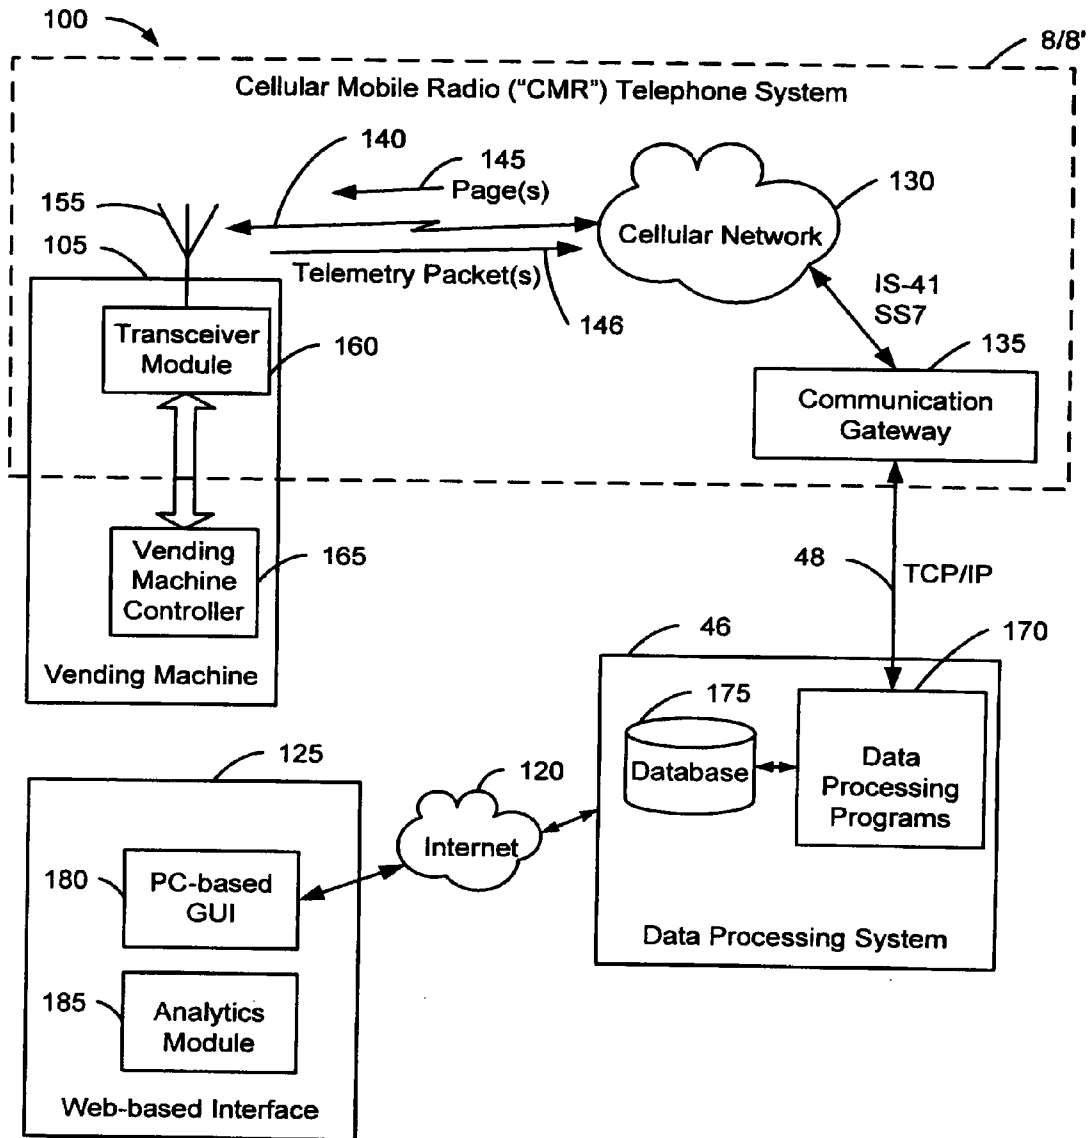 100
8/8'
Cellular Mobile Radio ("CMR") Telephone System
140
145
Page(s)
130
155
105
Cellular Network
Telemetry Packet(s)
146
IS-41
SS7
Transceiver
Module
160
135
Communication
Gateway
Vending
Machine
Controller
165
48
TCP/IP
Vending Machine
46
170
175
Database
Data
Processing
Programs
125
120
Internet
180
PC-based
GUI
Data Processing System
185
Analytics
Module
Web-based Interface